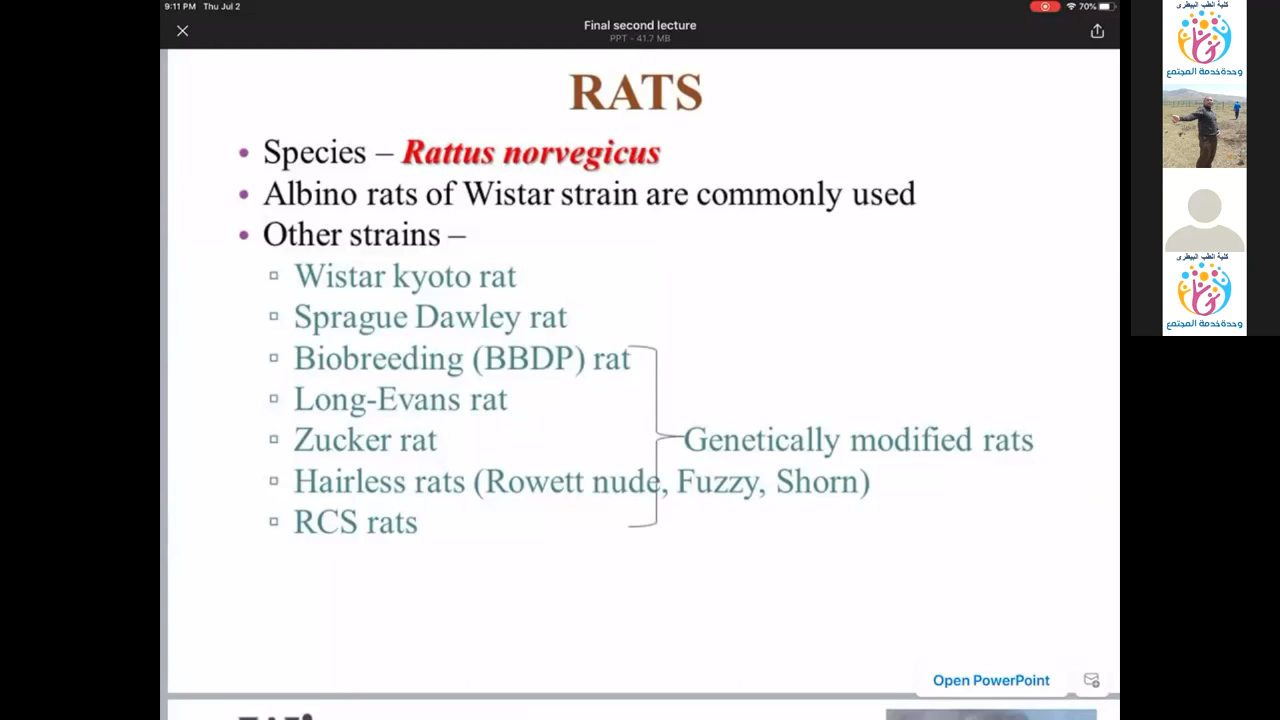 9:11 PM Thu Jul 2
70%
Final second lecture
PPT - 41.7 MB
RATS
• Species – Rattus norvegicus
• Albino rats of Wistar strain are commonly used
• Other strains –
▫ Wistar kyoto rat
▫ Sprague Dawley rat
▫ Biobreeding (BBDP) rat
▫ Long-Evans rat
▫ Zucker rat
Genetically modified rats
▫ Hairless rats (Rowett nude, Fuzzy, Shorn)
▫ RCS rats
Open PowerPoint
كلية الطب البيطرى
وحدة خدمة المجتمع
كلية الطب البيطرى
وحدة خدمة المجتمع